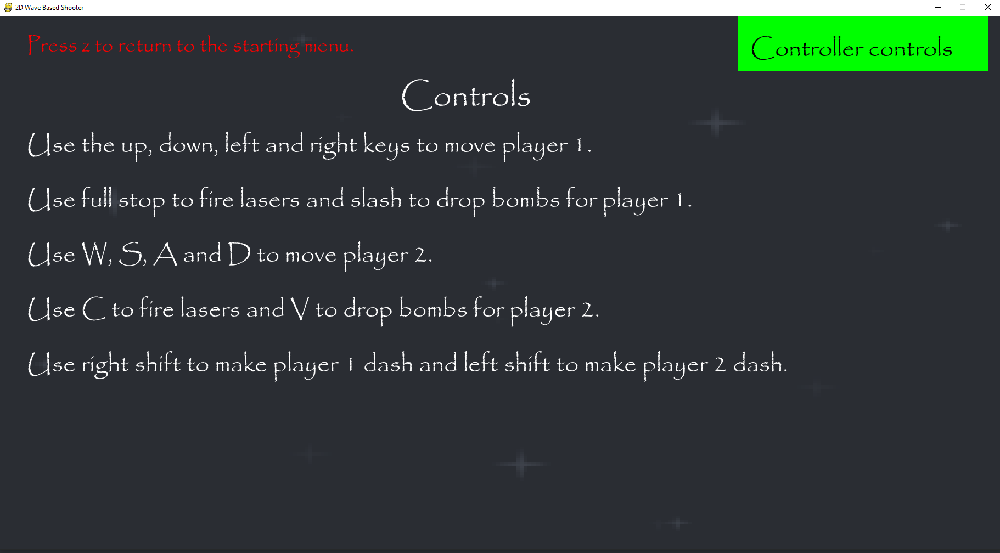 2D Wave Based Shooter
Press z to return to the starting menu.
Controller controls
Controls
Use the up, down, left and right keys to move player 1.
Use full stop to fire lasers and slash to drop bombs for player 1.
Use W, S, A and D to move player 2.
Use C to fire lasers and V to drop bombs for player 2.
Use right shift to make player 1 dash and left shift to make player 2 dash.